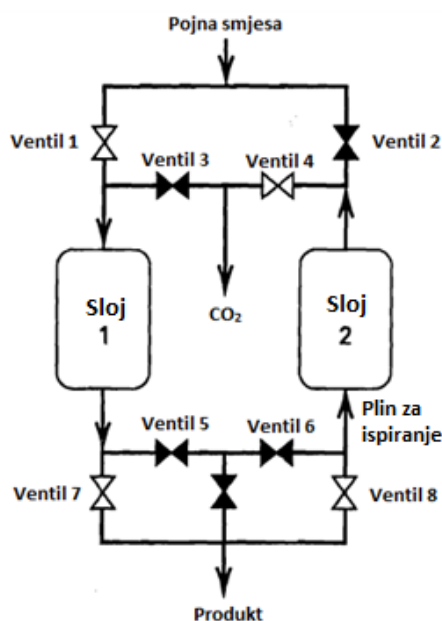 Pojna smjesa
Ventil 1
Ventil 2
Ventil 3
Ventil 4
Sloj
1
CO₂
Sloj
2
Plin za
ispiranje
Ventil 5
Ventil 6
Ventil 7
Ventil 8
Produkt